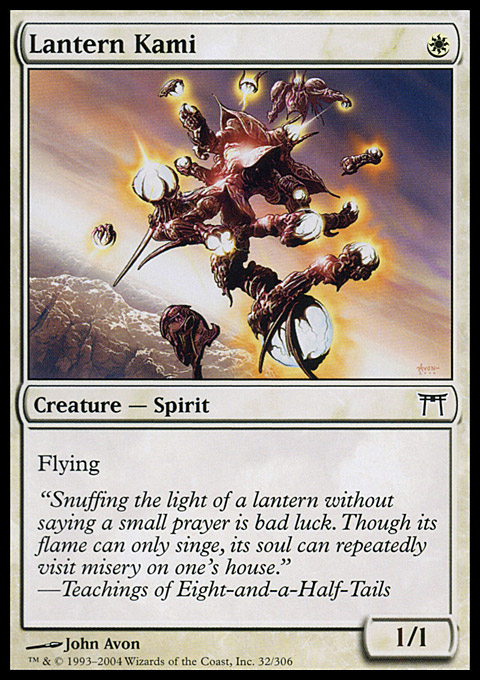 Lantern Kami
Creature — Spirit
Flying
“Snuffing the light of a lantern without
saying a small prayer is bad luck. Though its
flame can only singe, its soul can repeatedly
visit misery on one’s house.”
—Teachings of Eight-and-a-Half-Tails
John Avon
1/1
™ & © 1993–2004 Wizards of the Coast, Inc. 32/306